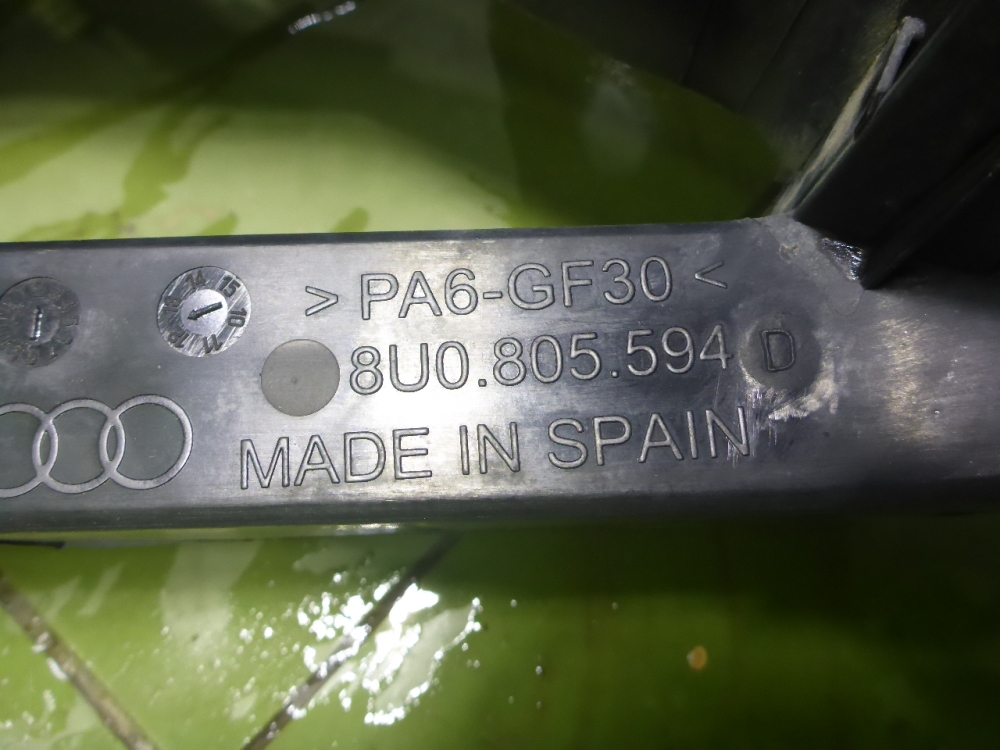 >PA6-GF30<
8U0.805.594 D
MADE IN SPAIN